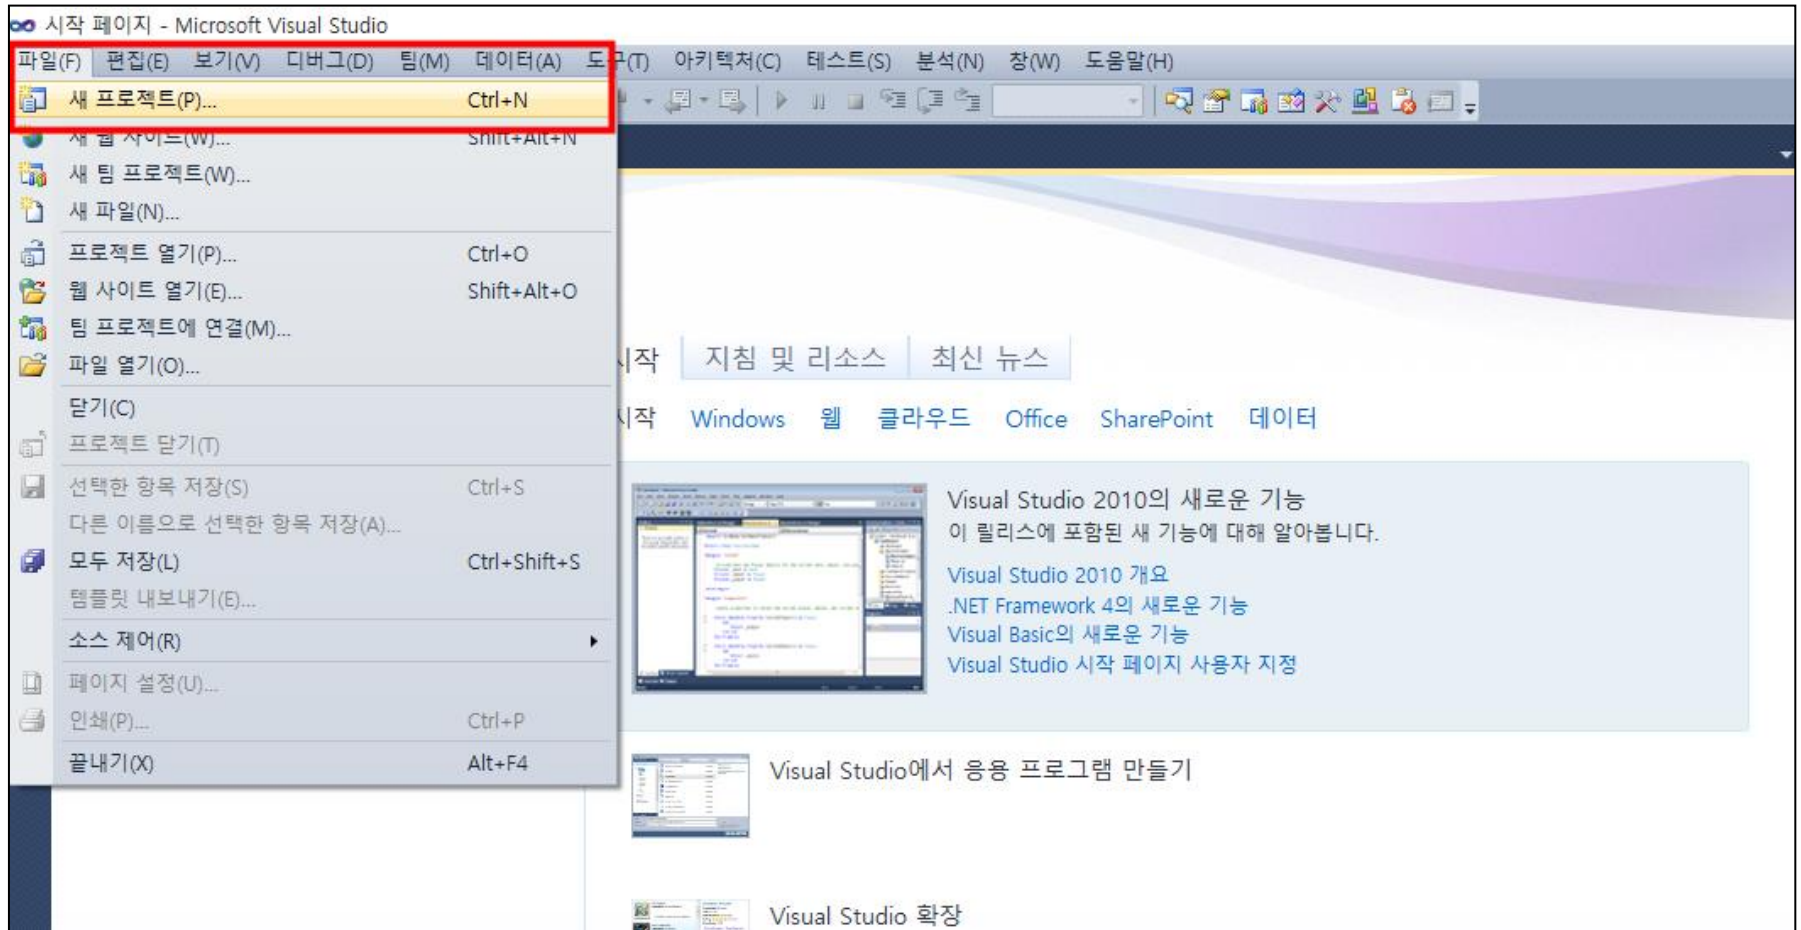 시작 페이지 - Microsoft Visual Studio
파일(F) 편집(E) 보기(V) 디버그(D) 팀(M) 데이터(A) 도구(T) 아키텍처(C) 테스트(S) 분석(N) 창(W) 도움말(H)
새 프로젝트(P)... Ctrl+N
새 웹 사이트(W)... Shift+Alt+N
새 팀 프로젝트(W)...
새 파일(N)...
프로젝트 열기(P)... Ctrl+O
웹 사이트 열기(E)... Shift+Alt+O
팀 프로젝트에 연결(M)...
파일 열기(O)...
닫기(C)
프로젝트 닫기(T)
선택한 항목 저장(S) Ctrl+S
다른 이름으로 선택한 항목 저장(A)...
모두 저장(L) Ctrl+Shift+S
템플릿 내보내기(E)...
소스 제어(R)
페이지 설정(U)...
인쇄(P)... Ctrl+P
끝내기(X) Alt+F4
시작 지침 및 리소스 최신 뉴스
시작 Windows 웹 클라우드 Office SharePoint 데이터
Visual Studio 2010의 새로운 기능
이 릴리스에 포함된 새 기능에 대해 알아봅니다.
Visual Studio 2010 개요
.NET Framework 4의 새로운 기능
Visual Basic의 새로운 기능
Visual Studio 시작 페이지 사용자 지정
Visual Studio에서 응용 프로그램 만들기
Visual Studio 확장